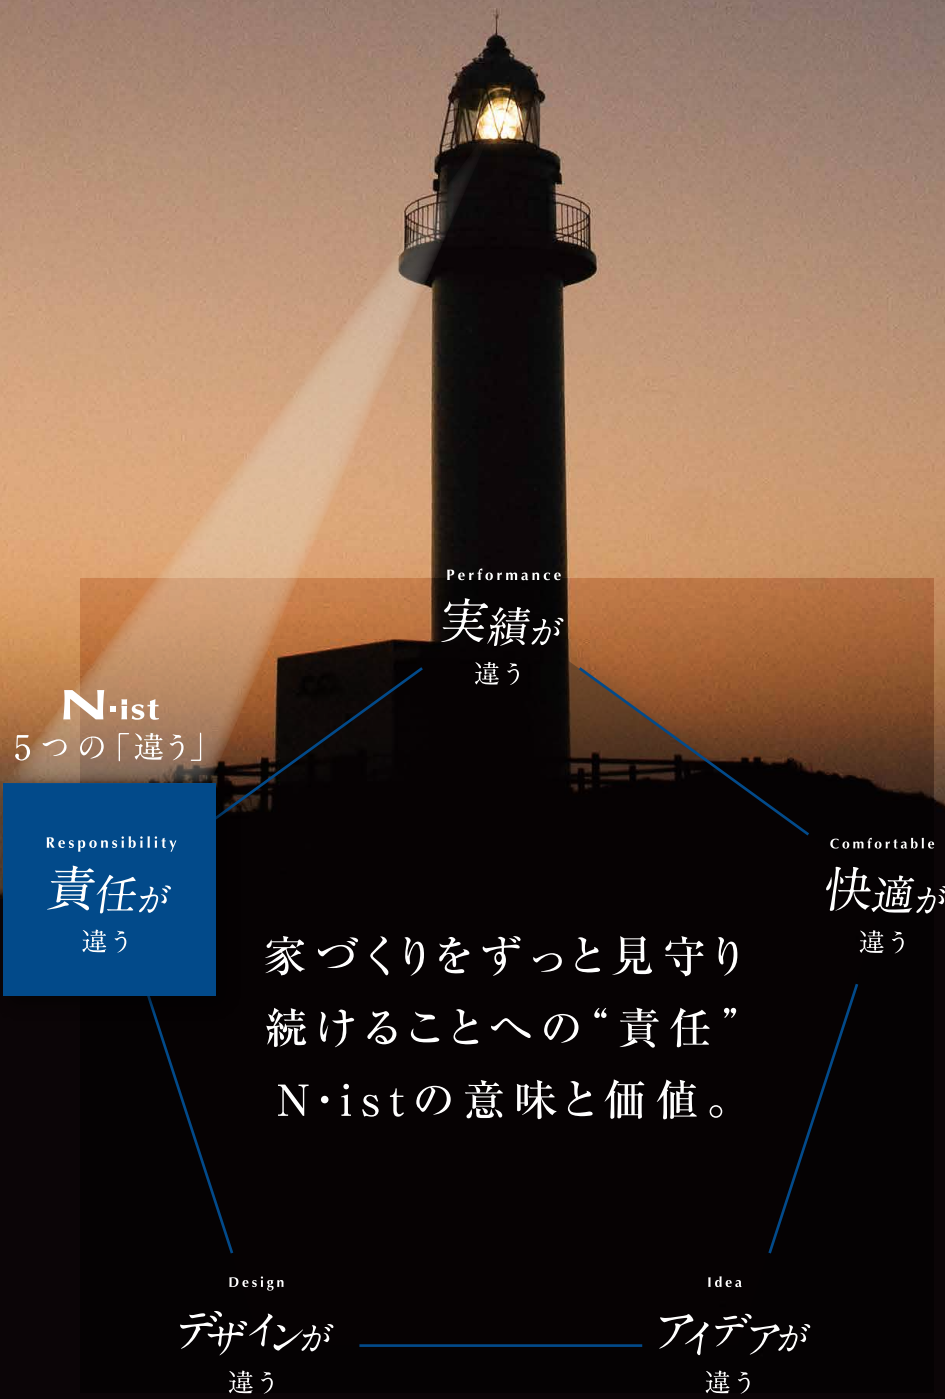 Performance
実績が
違う
N·ist
5つの「違う」
Responsibility
責任が
違う
Comfortable
快適が
違う
家づくりをずっと見守り
続けることへの“責任”
N·istの意味と価値。
Design
デザインが
違う
Idea
アイデアが
違う